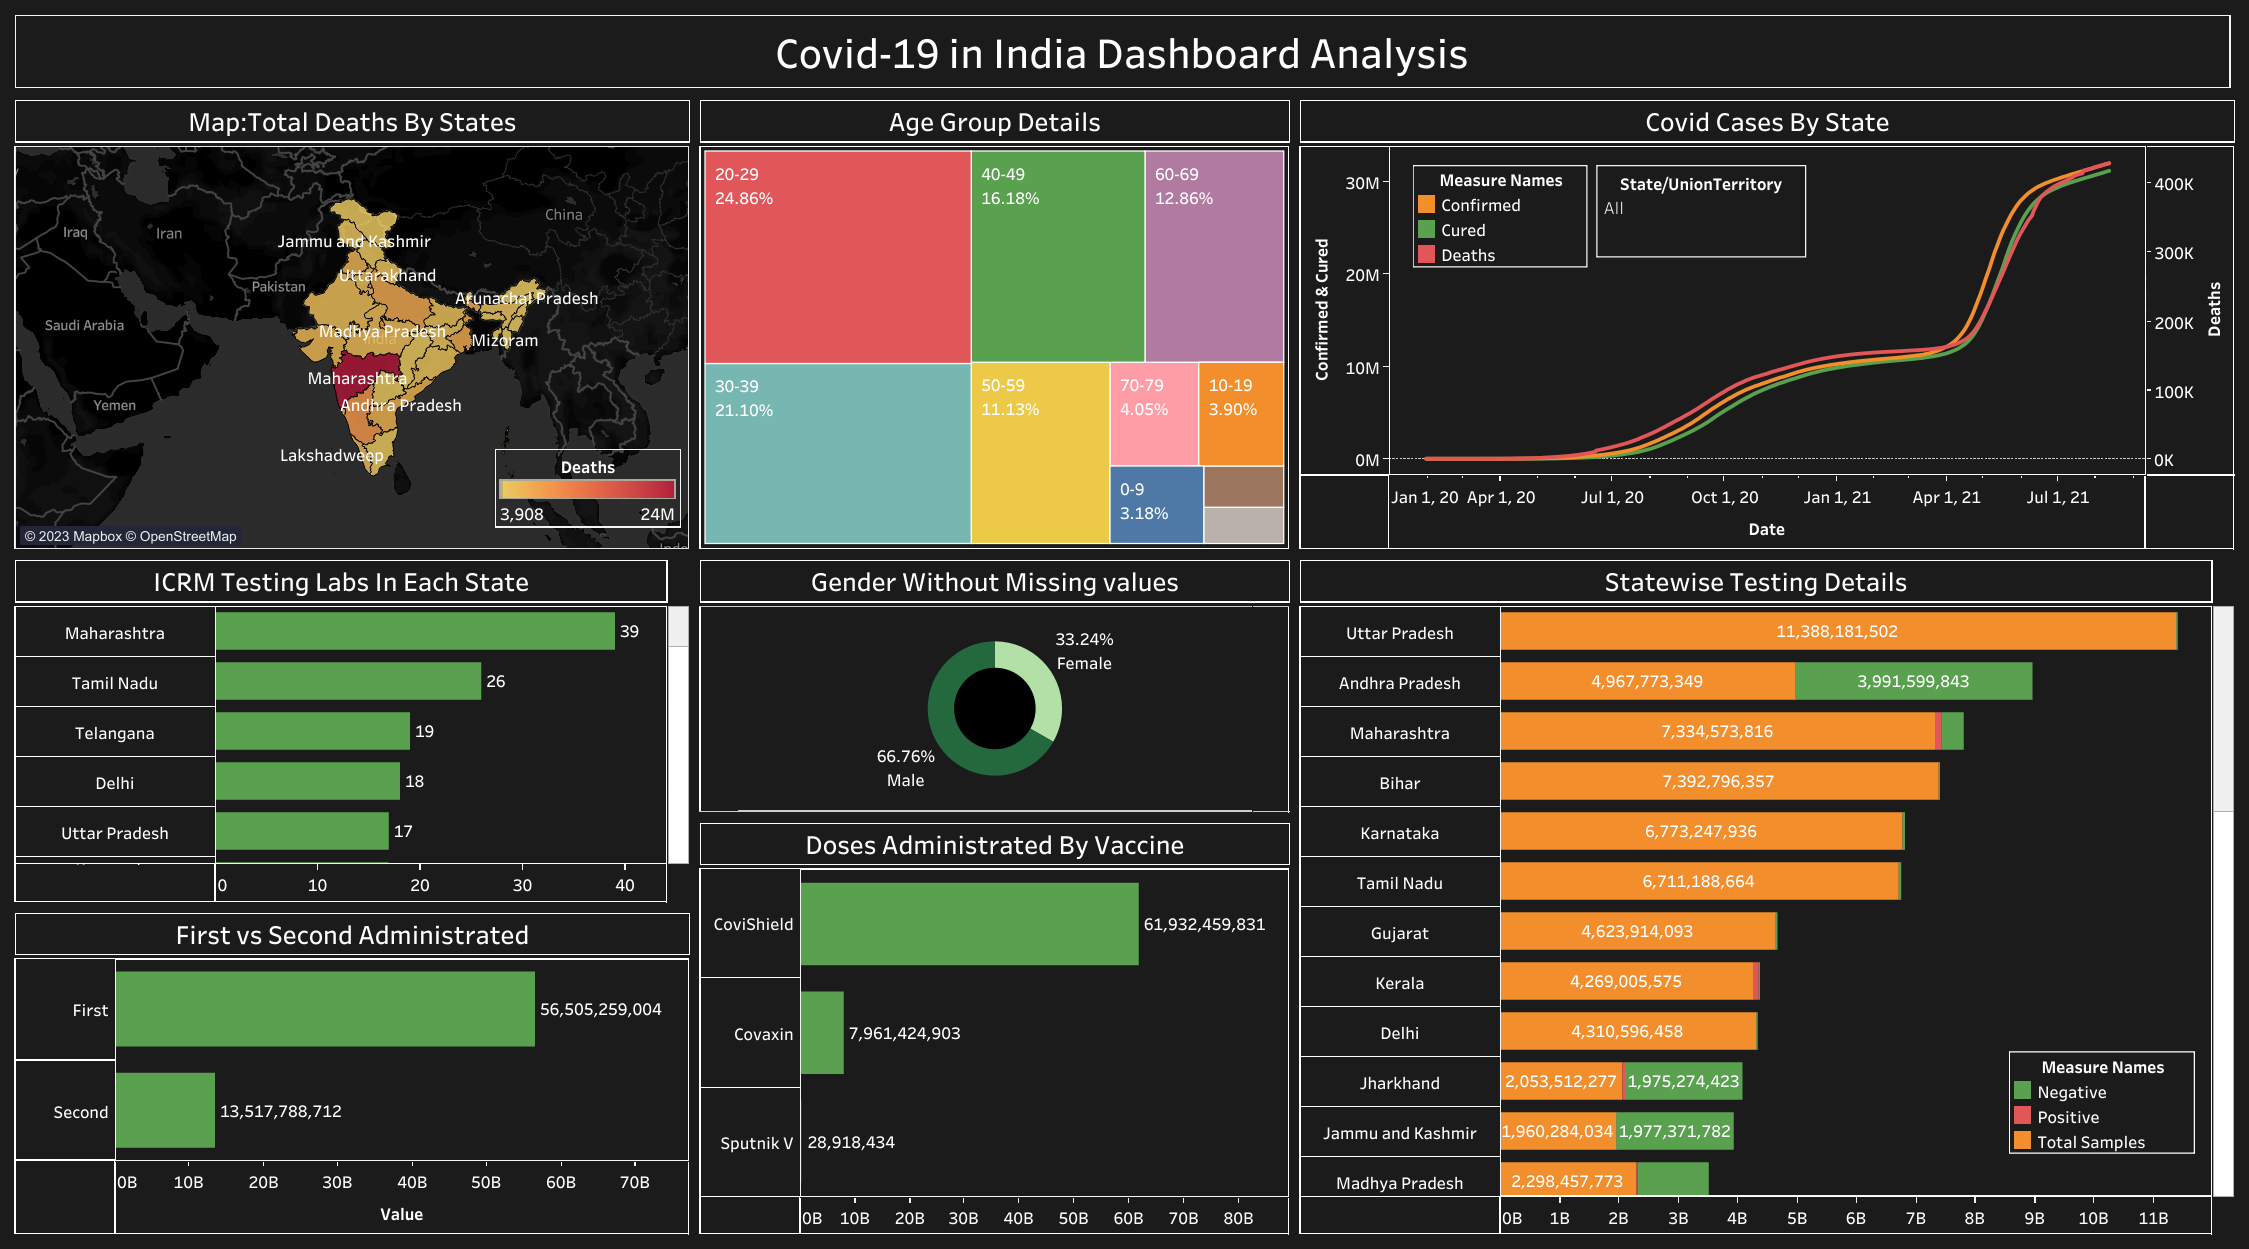 Covid-19 in India Dashboard Analysis
Map:Total Deaths By States
Iraq
Iran
China
Pakistan
Saudi Arabia
Yemen
India
Jammu and Kashmir
Uttarakhand
Arunachal Pradesh
Madhya Pradesh
Mizoram
Maharashtra
Andhra Pradesh
Lakshadweep
Deaths
3,908 24M
© 2023 Mapbox © OpenStreetMap
Age Group Details
20-29
24.86%
40-49
16.18%
60-69
12.86%
30-39
21.10%
50-59
11.13%
70-79
4.05%
10-19
3.90%
0-9
3.18%
Covid Cases By State
Measure Names
Confirmed
Cured
Deaths
State/UnionTerritory
All
Confirmed & Cured
30M
20M
10M
0M
400K
300K
200K
100K
0K
Deaths
Jan 1, 20 Apr 1, 20 Jul 1, 20 Oct 1, 20 Jan 1, 21 Apr 1, 21 Jul 1, 21
Date
ICRM Testing Labs In Each State
Maharashtra 39
Tamil Nadu 26
Telangana 19
Delhi 18
Uttar Pradesh 17
0 10 20 30 40
First vs Second Administrated
First 56,505,259,004
Second 13,517,788,712
0B 10B 20B 30B 40B 50B 60B 70B
Value
Gender Without Missing values
33.24%
Female
66.76%
Male
Doses Administrated By Vaccine
CoviShield 61,932,459,831
Covaxin 7,961,424,903
Sputnik V 28,918,434
0B 10B 20B 30B 40B 50B 60B 70B 80B
Statewise Testing Details
Uttar Pradesh 11,388,181,502
Andhra Pradesh 4,967,773,349 3,991,599,843
Maharashtra 7,334,573,816
Bihar 7,392,796,357
Karnataka 6,773,247,936
Tamil Nadu 6,711,188,664
Gujarat 4,623,914,093
Kerala 4,269,005,575
Delhi 4,310,596,458
Jharkhand 2,053,512,277 1,975,274,423
Jammu and Kashmir 1,960,284,034 1,977,371,782
Madhya Pradesh 2,298,457,773
Measure Names
Negative
Positive
Total Samples
0B 1B 2B 3B 4B 5B 6B 7B 8B 9B 10B 11B